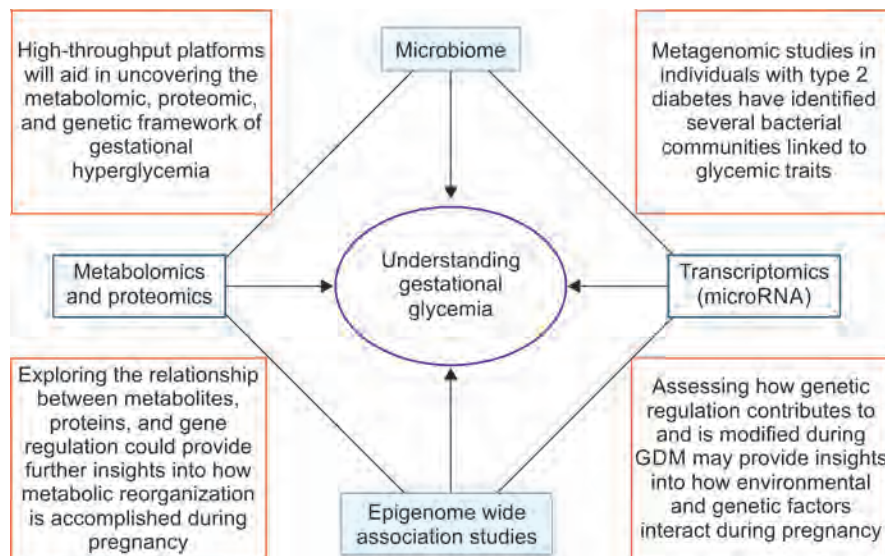 High-throughput platforms
will aid in uncovering the
metabolomic, proteomic,
and genetic framework of
gestational
hyperglycemia
Microbiome
Metagenomic studies in
individuals with type 2
diabetes have identified
several bacterial
communities linked to
glycemic traits
Metabolomics
and proteomics
Understanding
gestational
glycemia
Transcriptomics
(microRNA)
Exploring the relationship
between metabolites,
proteins, and gene
regulation could provide
further insights into how
metabolic reorganization
is accomplished during
pregnancy
Epigenome wide
association studies
Assessing how genetic
regulation contributes to
and is modified during
GDM may provide insights
into how environmental
and genetic factors
interact during pregnancy